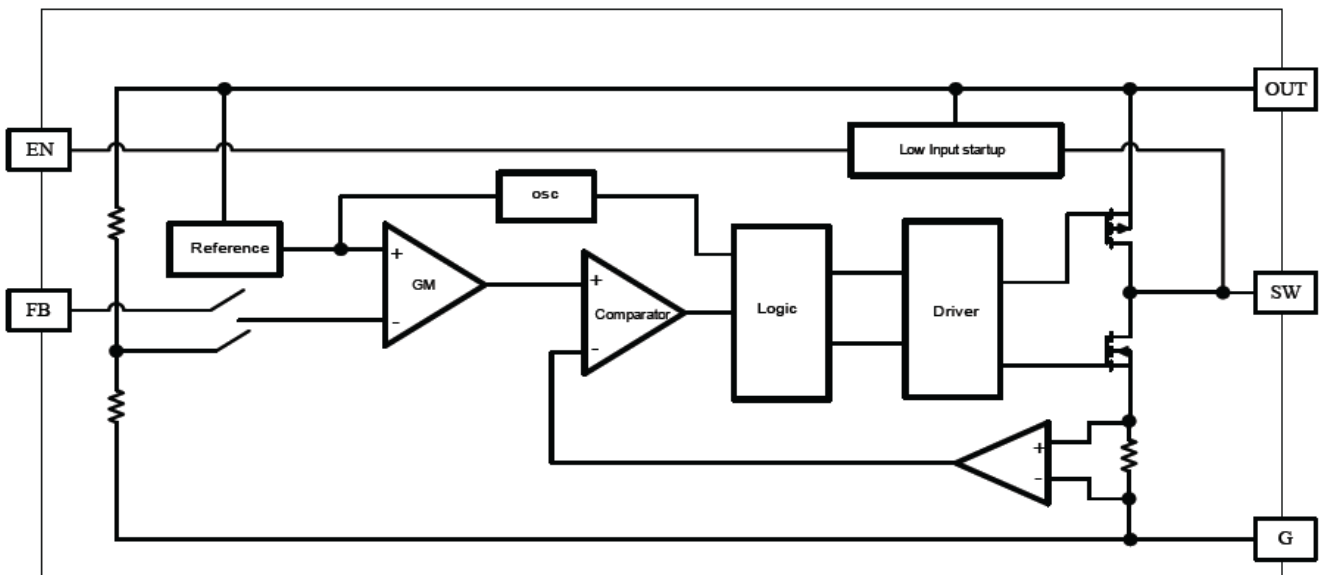 OUT
EN
Low Input startup
osc
Reference
+
GM
-
FB
+
Comparator
-
Logic
Driver
SW
+
-
G